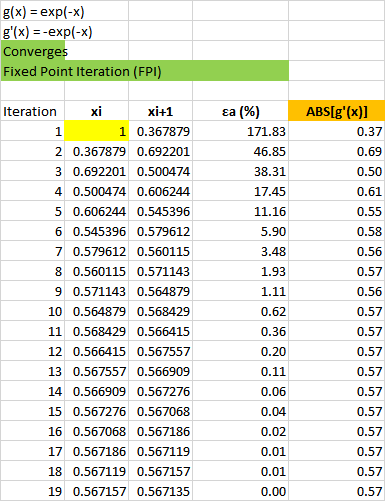 g(x) = exp(-x)
g'(x) = -exp(-x)
Converges
Fixed Point Iteration (FPI)
Iteration xi xi+1 εa (%) ABS[g'(x)]
1 1 0.367879 171.83 0.37
2 0.367879 0.692201 46.85 0.69
3 0.692201 0.500474 38.31 0.50
4 0.500474 0.606244 17.45 0.61
5 0.606244 0.545396 11.16 0.55
6 0.545396 0.579612 5.90 0.58
7 0.579612 0.560115 3.48 0.56
8 0.560115 0.571143 1.93 0.57
9 0.571143 0.564879 1.11 0.56
10 0.564879 0.568429 0.62 0.57
11 0.568429 0.566415 0.36 0.57
12 0.566415 0.567557 0.20 0.57
13 0.567557 0.566909 0.11 0.57
14 0.566909 0.567276 0.06 0.57
15 0.567276 0.567068 0.04 0.57
16 0.567068 0.567186 0.02 0.57
17 0.567186 0.567119 0.01 0.57
18 0.567119 0.567157 0.01 0.57
19 0.567157 0.567135 0.00 0.57